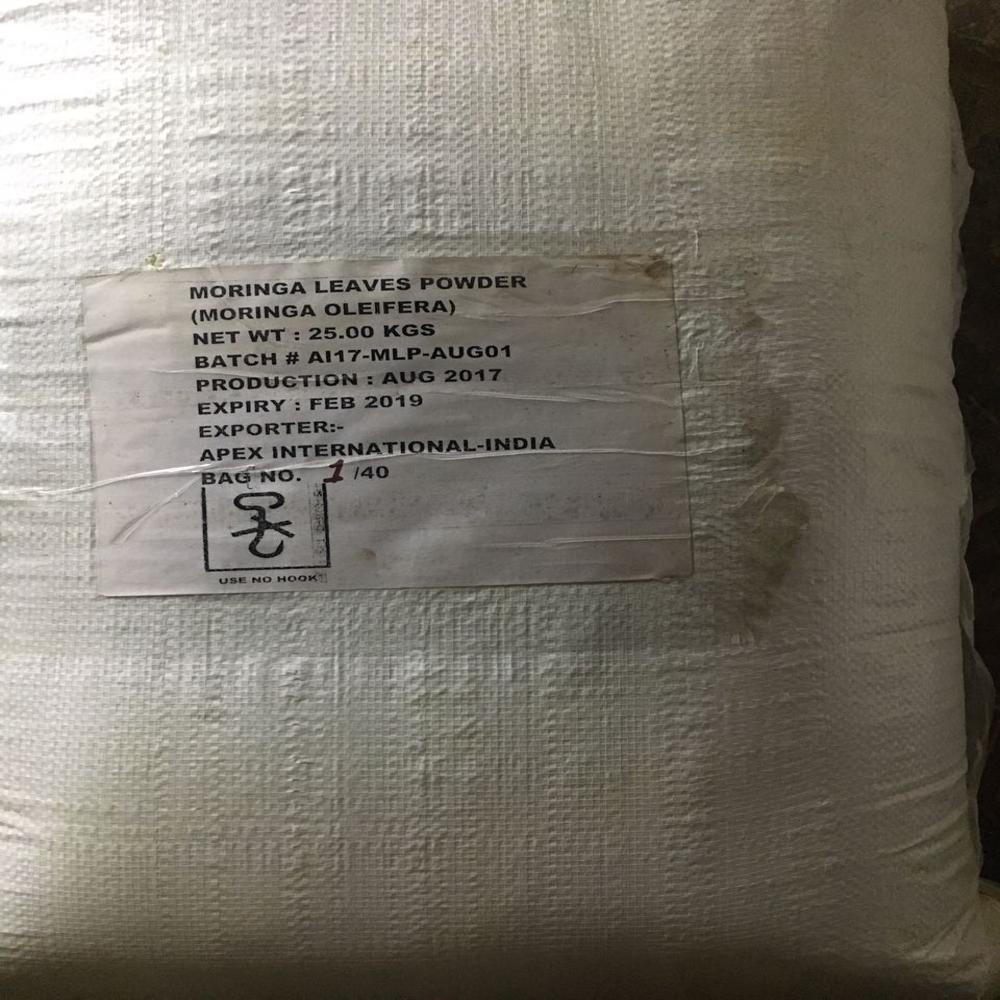 MORINGA LEAVES POWDER
(MORINGA OLEIFERA)
NET WT : 25.00 KGS
BATCH # AI17-MLP-AUG01
PRODUCTION : AUG 2017
EXPIRY : FEB 2019
EXPORTER:-
APEX INTERNATIONAL-INDIA
BAG NO. 1 /40
USE NO HOOK